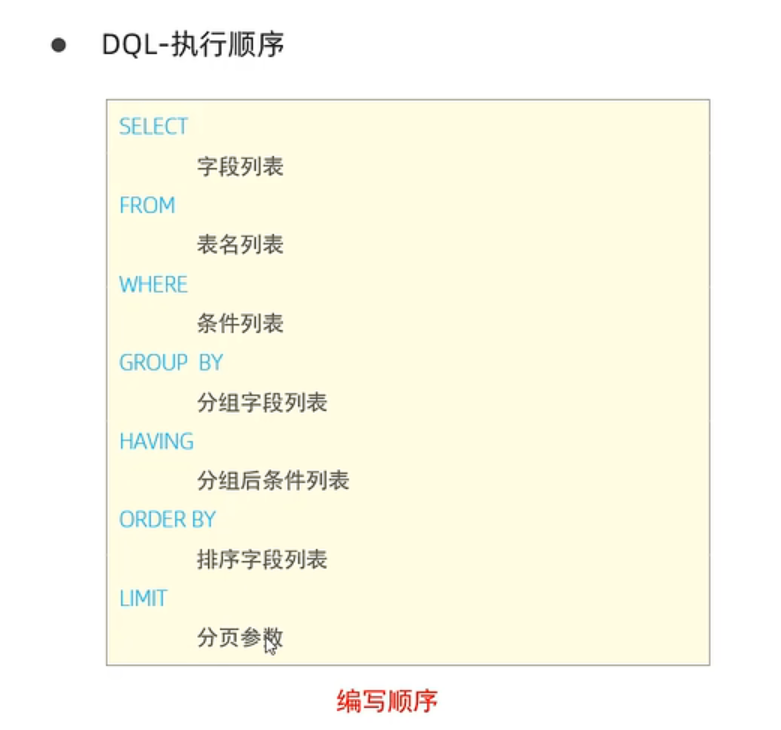 DQL-执行顺序
SELECT
字段列表
FROM
表名列表
WHERE
条件列表
GROUP BY
分组字段列表
HAVING
分组后条件列表
ORDER BY
排序字段列表
LIMIT
分页参数
编写顺序